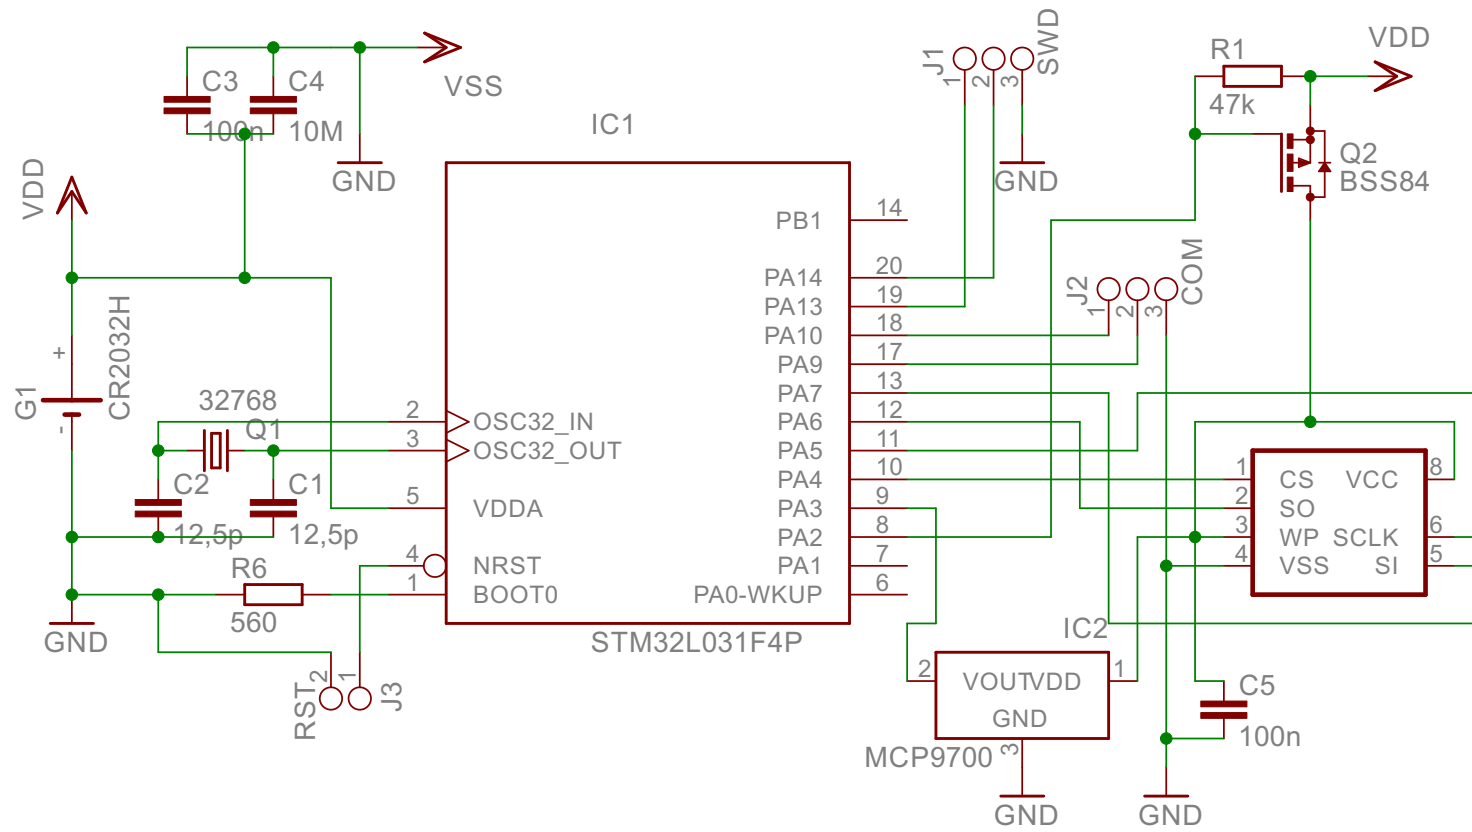 C3
100n
C4
10M
VSS
GND
VDD
G1
+
-
CR2032H
32768
Q1
C2
12,5p
C1
12,5p
R6
560
GND
RST
2
1
J3
IC1
2
OSC32_IN
3
OSC32_OUT
5
VDDA
4
NRST
1
BOOT0
PB1
14
PA14
20
PA13
19
PA10
18
PA9
17
PA7
13
PA6
12
PA5
11
PA4
10
PA3
9
PA2
8
PA1
7
PA0-WKUP
6
STM32L031F4P
J1
1
2
3
SWD
GND
J2
1
2
3
COM
R1
47k
VDD
Q2
BSS84
1
CS
VCC
8
2
SO
3
WP
SCLK
6
4
VSS
SI
5
IC2
2
VOUT
VDD
1
GND
MCP9700
3
GND
C5
100n
GND